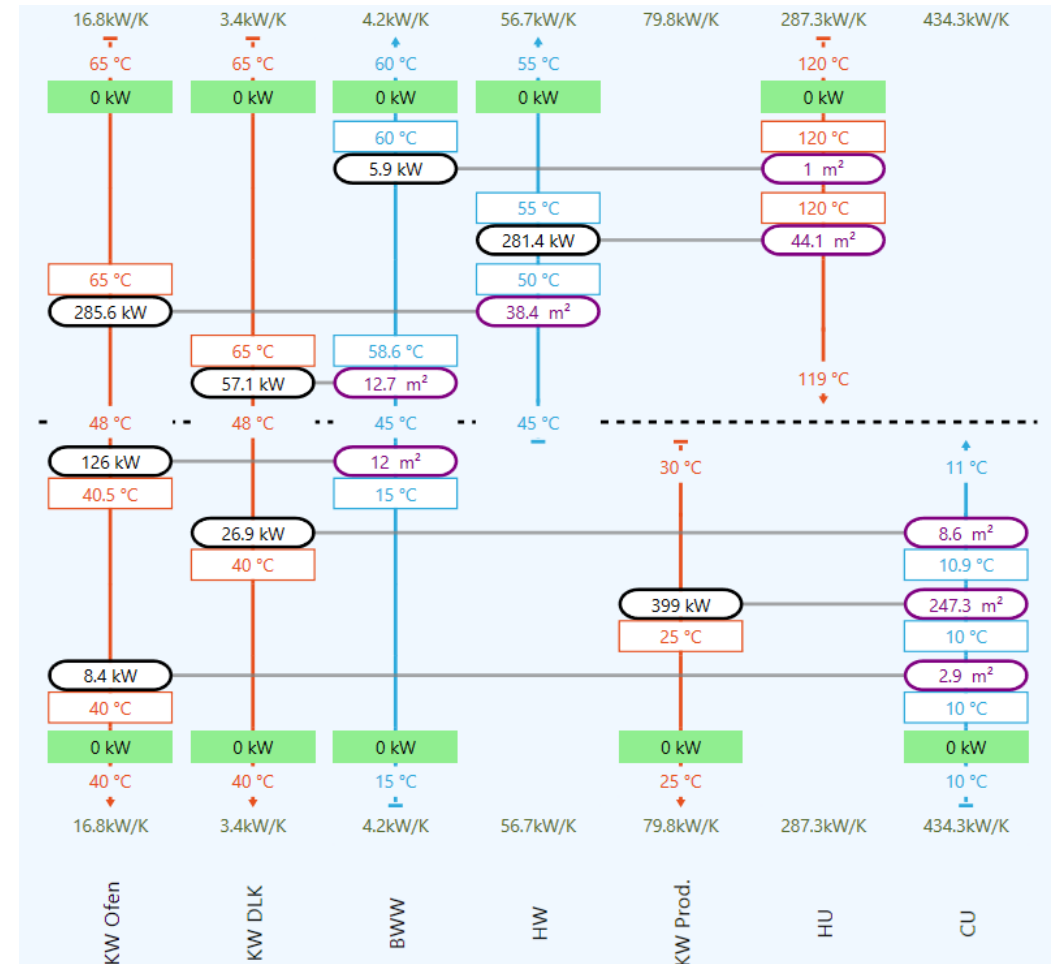 16.8kW/K 3.4kW/K 4.2kW/K 56.7kW/K 79.8kW/K 287.3kW/K 434.3kW/K
65 °C 65 °C 60 °C 55 °C 120 °C
0 kW 0 kW 0 kW 0 kW 0 kW
60 °C 120 °C
5.9 kW 1 m²
55 °C 120 °C
281.4 kW 44.1 m²
65 °C 50 °C
285.6 kW 38.4 m²
65 °C 58.6 °C
57.1 kW 12.7 m² 119 °C
48 °C 48 °C 45 °C 45 °C
126 kW 12 m² 30 °C 11 °C
40.5 °C 15 °C
26.9 kW 8.6 m²
40 °C 10.9 °C
399 kW 247.3 m²
25 °C 10 °C
8.4 kW 2.9 m²
40 °C 10 °C
0 kW 0 kW 0 kW 0 kW 0 kW
40 °C 40 °C 15 °C 25 °C 10 °C
16.8kW/K 3.4kW/K 4.2kW/K 56.7kW/K 79.8kW/K 287.3kW/K 434.3kW/K
KW Ofen
KW DLK
BWW
HW
KW Prod.
HU
CU